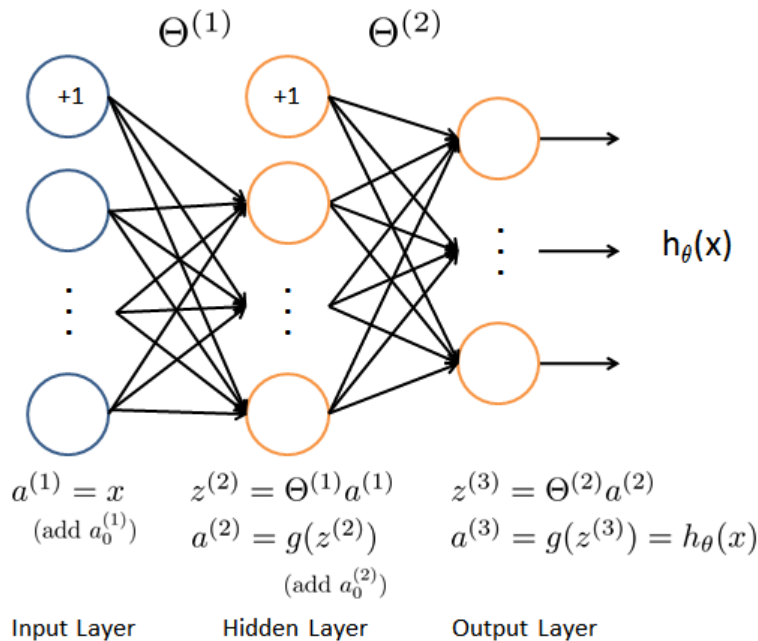 Θ^(1) Θ^(2)
+1 +1
⋮ ⋮ ⋮
h_θ(x)
a^(1) = x z^(2) = Θ^(1)a^(1) z^(3) = Θ^(2)a^(2)
(add a_0^(1)) a^(2) = g(z^(2)) a^(3) = g(z^(3)) = h_θ(x)
(add a_0^(2))
Input Layer Hidden Layer Output Layer